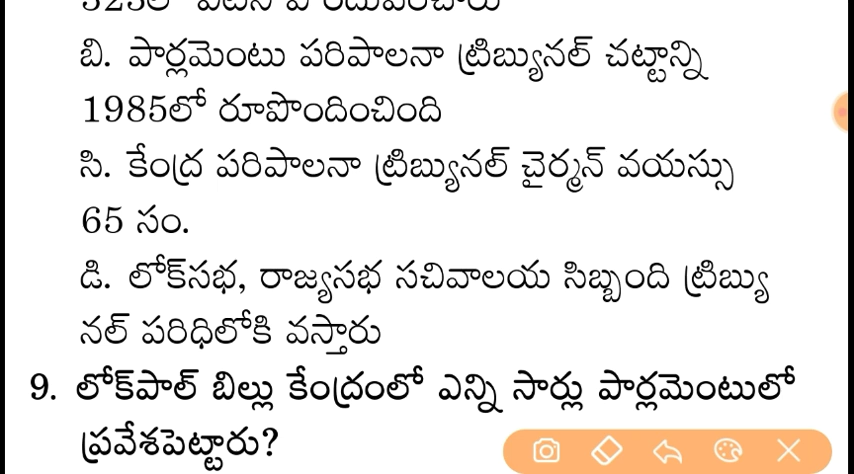 బి. పార్లమెంటు పరిపాలనా ట్రిబ్యునల్ చట్టాన్ని
1985లో రూపొందించింది
సి. కేంద్ర పరిపాలనా ట్రిబ్యునల్ చైర్మన్ వయస్సు
65 సం.
డి. లోక్‌సభ, రాజ్యసభ సచివాలయ సిబ్బంది ట్రిబ్యు
నల్ పరిధిలోకి వస్తారు
9. లోక్‌పాల్ బిల్లు కేంద్రంలో ఎన్ని సార్లు పార్లమెంటులో
ప్రవేశపెట్టారు?